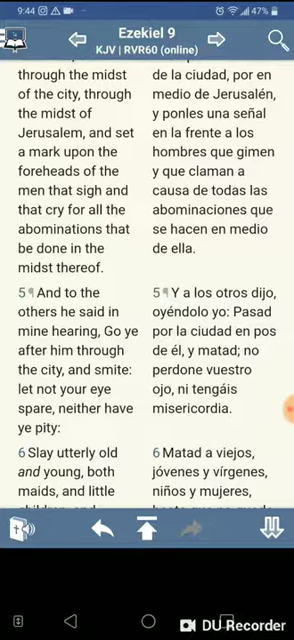 9:44
47%
Ezekiel 9
KJV | RVR60 (online)
through the midst
of the city, through
the midst of
Jerusalem, and set
a mark upon the
foreheads of the
men that sigh and
that cry for all the
abominations that
be done in the
midst thereof.
5¶And to the
others he said in
mine hearing, Go ye
after him through
the city, and smite:
let not your eye
spare, neither have
ye pity:
6 Slay utterly old
and young, both
maids, and little
de la ciudad, por en
medio de Jerusalén,
y ponles una señal
en la frente a los
hombres que gimen
y que claman a
causa de todas las
abominaciones que
se hacen en medio
de ella.
5¶Y a los otros dijo,
oyéndolo yo: Pasad
por la ciudad en pos
de él, y matad; no
perdone vuestro
ojo, ni tengáis
misericordia.
6 Matad a viejos,
jóvenes y vírgenes,
niños y mujeres,
DU Recorder